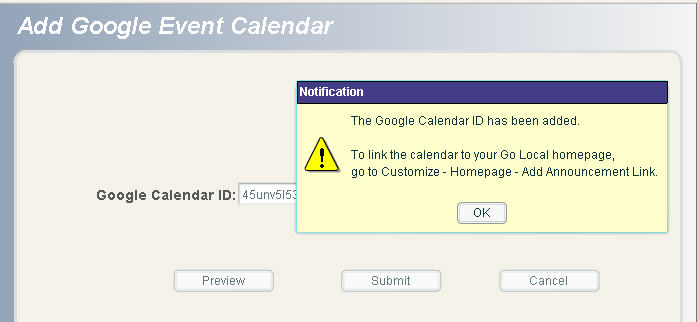 Add Google Event Calendar
Notification
The Google Calendar ID has been added.
To link the calendar to your Go Local homepage,
go to Customize - Homepage - Add Announcement Link.
OK
Google Calendar ID: 45unv5l53
Preview Submit Cancel